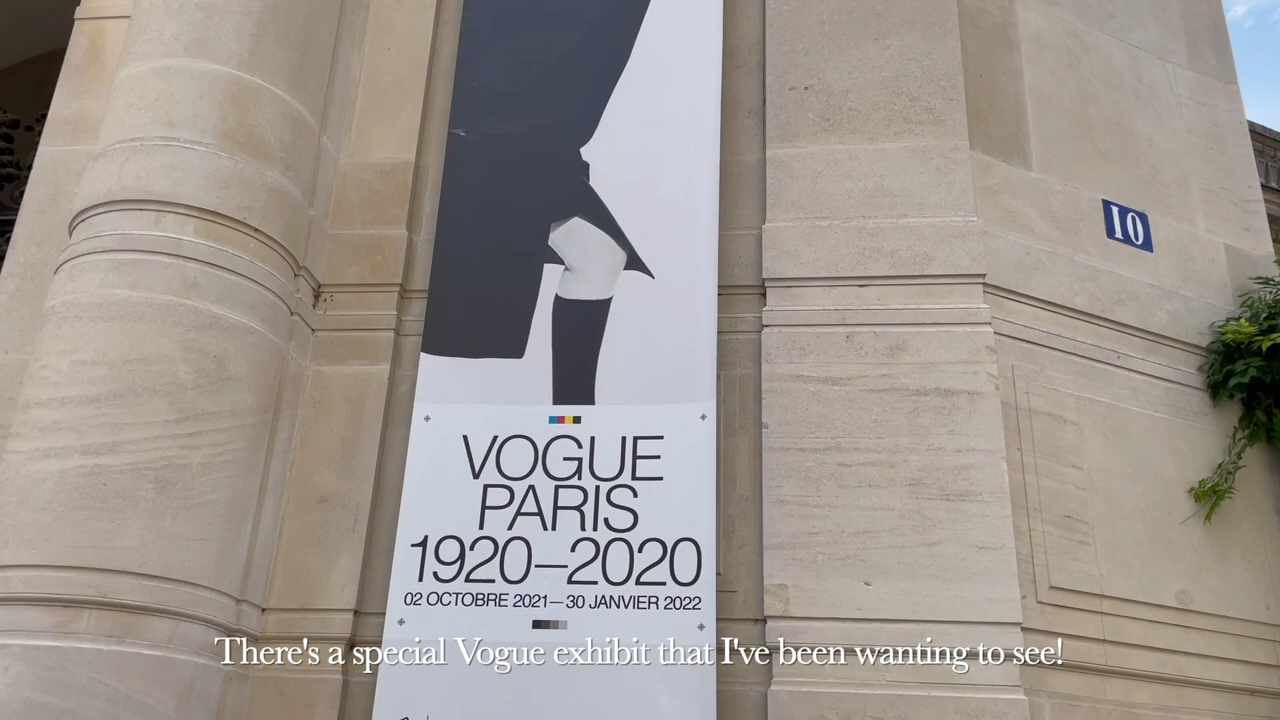 10
VOGUE
PARIS
1920—2020
02 OCTOBRE 2021—30 JANVIER 2022
There's a special Vogue exhibit that I've been wanting to see!